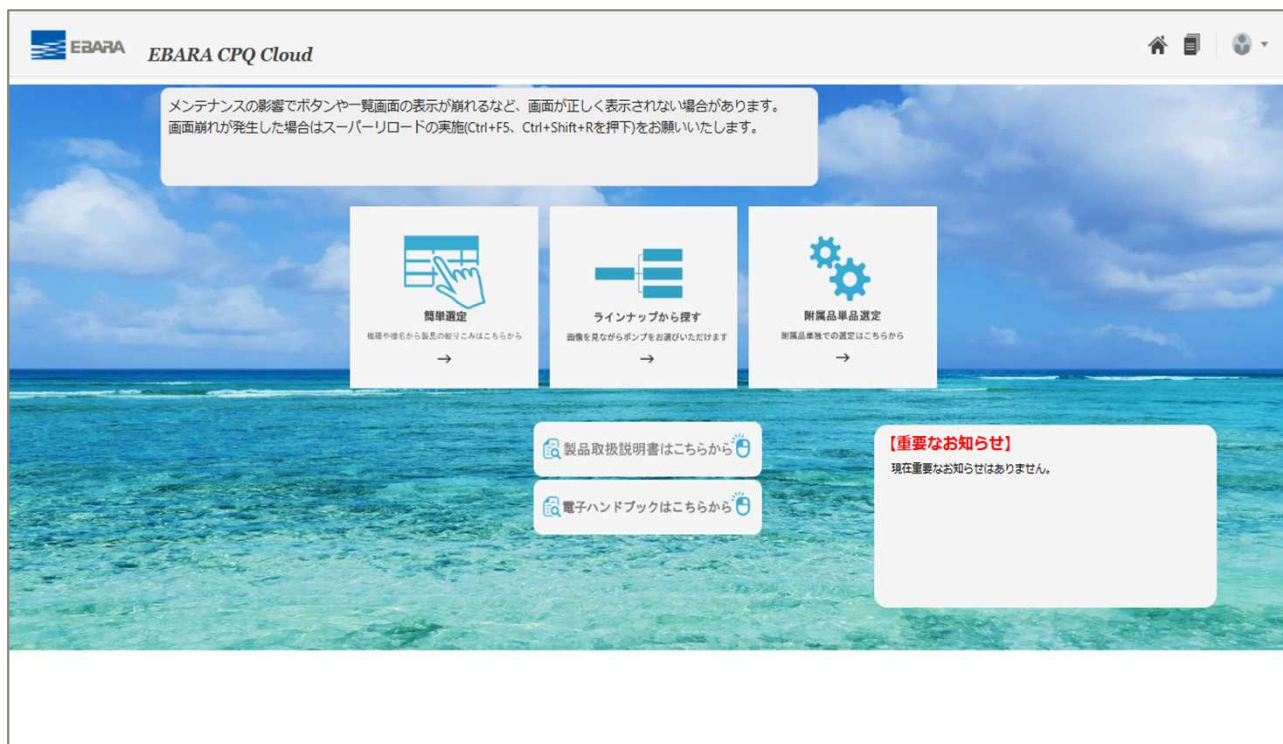 EBARA
EBARA CPQ Cloud
メンテナンスの影響でボタンや一覧画面の表示が崩れるなど、画面が正しく表示されない場合があります。
画面崩れが発生した場合はスーパーリロードの実施(Ctrl+F5、Ctrl+Shift+Rを押下)をお願いいたします。
簡単選定
機種や機名から製品の絞りこみはこちらから
→
ラインナップから探す
画像を見ながらポンプをお選びいただけます
→
附属品単品選定
附属品単独での選定はこちらから
→
製品取扱説明書はこちらから
電子ハンドブックはこちらから
【重要なお知らせ】
現在重要なお知らせはありません。